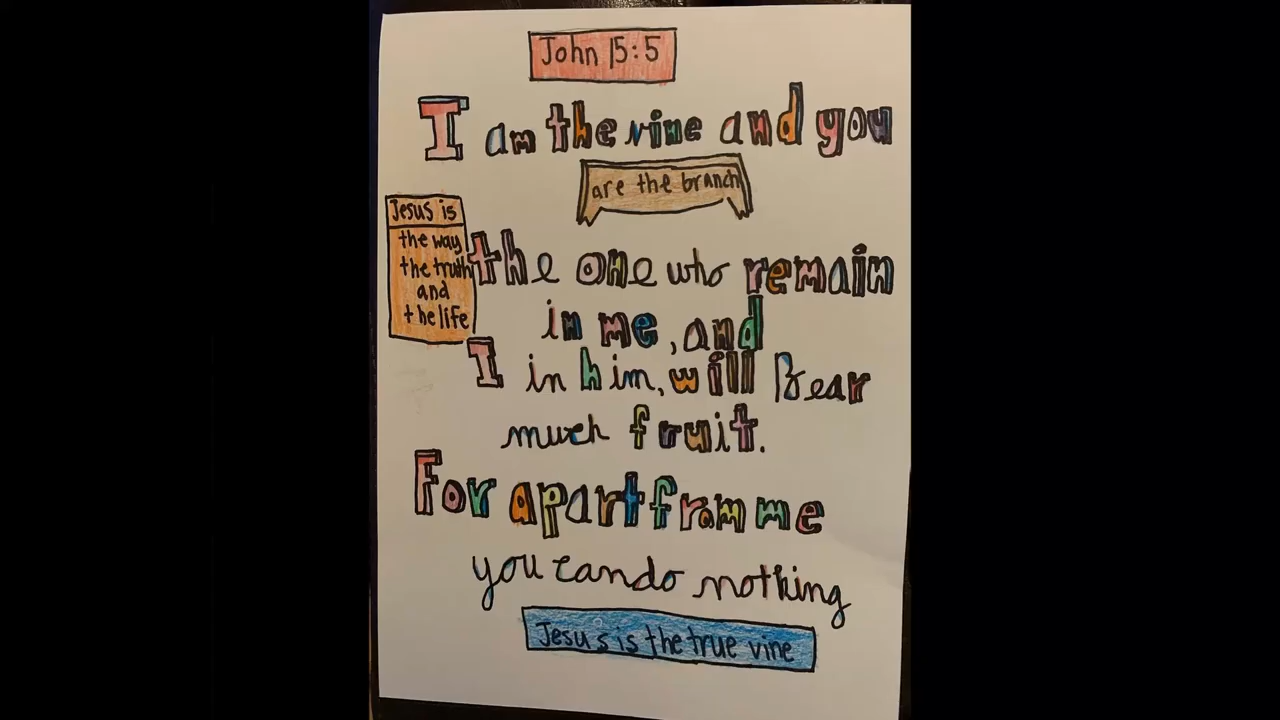 John 15:5
I am the vine and you
are the branch
Jesus is
the way
the truth
and
the life
the one who remain
in me, and
I in him, will Bear
much fruit.
For apart from me
you can do nothing
Jesus is the true vine